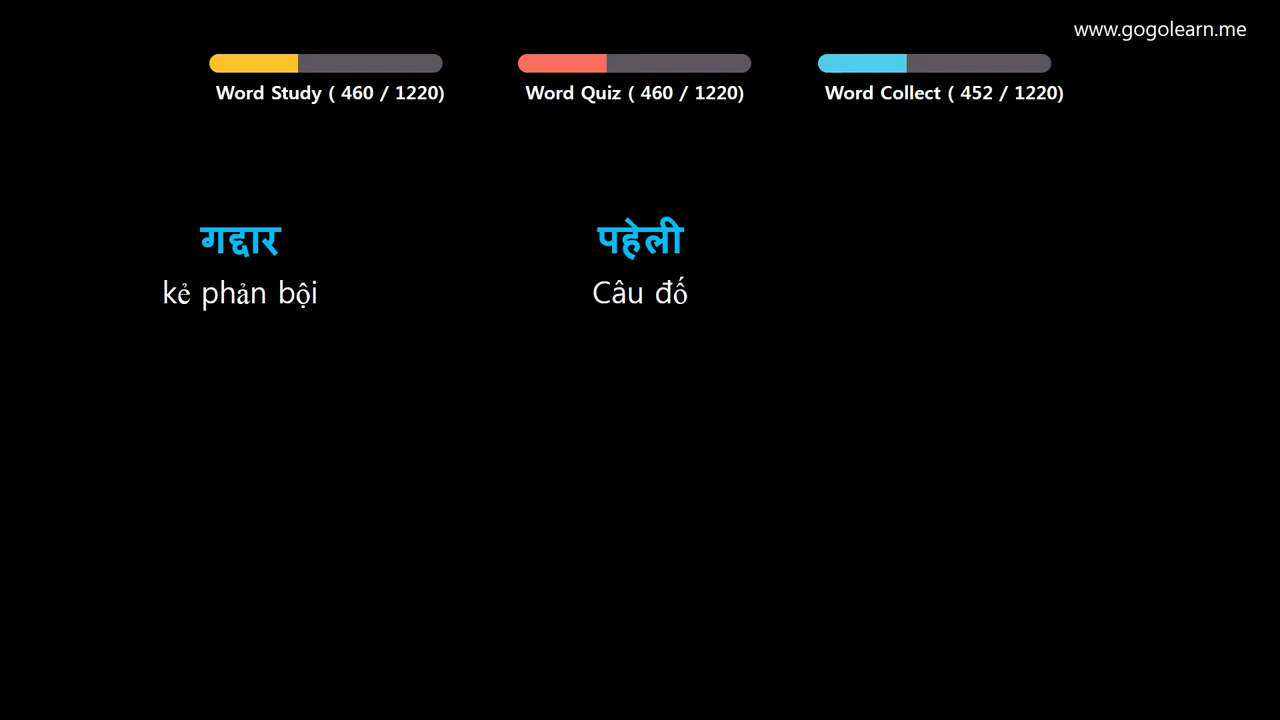 www.gogolearn.me
Word Study ( 460 / 1220)
Word Quiz ( 460 / 1220)
Word Collect ( 452 / 1220)
गद्दार
पहेली
kẻ phản bội
Câu đố